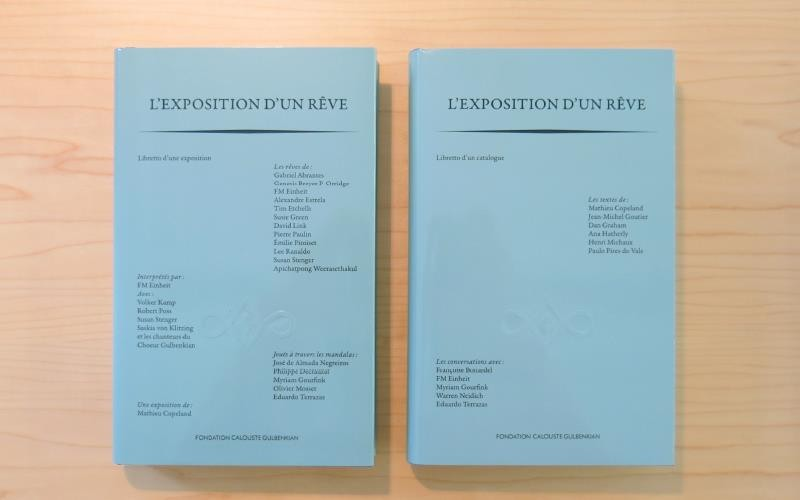 L'EXPOSITION D'UN RÊVE
Libretto d'une exposition
Les rêves de :
Gabriel Abrantes
Genesis Breyer P. Orridge
FM Einheit
Alexandre Estrela
Tim Etchells
Susie Green
David Link
Pierre Paulin
Émilie Pitoiset
Lee Ranaldo
Susan Stenger
Apichatpong Weerasethakul
Interprétés par :
FM Einheit
Avec :
Volker Kamp
Robert Poss
Susan Stenger
Saskia von Klitzing
et les chanteurs du
Choeur Gulbenkian
Joués à travers les mandalas :
José de Almada Negreiros
Philippe Decrauzat
Myriam Gourfink
Olivier Mosset
Eduardo Terrazas
Une exposition de :
Mathieu Copeland
FONDATION CALOUSTE GULBENKIAN
L'EXPOSITION D'UN RÊVE
Libretto d'un catalogue
Les textes de :
Mathieu Copeland
Jean-Michel Goutier
Dan Graham
Ana Hatherly
Henri Michaux
Paulo Pires do Vale
Les conversations avec :
Françoise Bonardel
FM Einheit
Myriam Gourfink
Warren Neidich
Eduardo Terrazas
FONDATION CALOUSTE GULBENKIAN